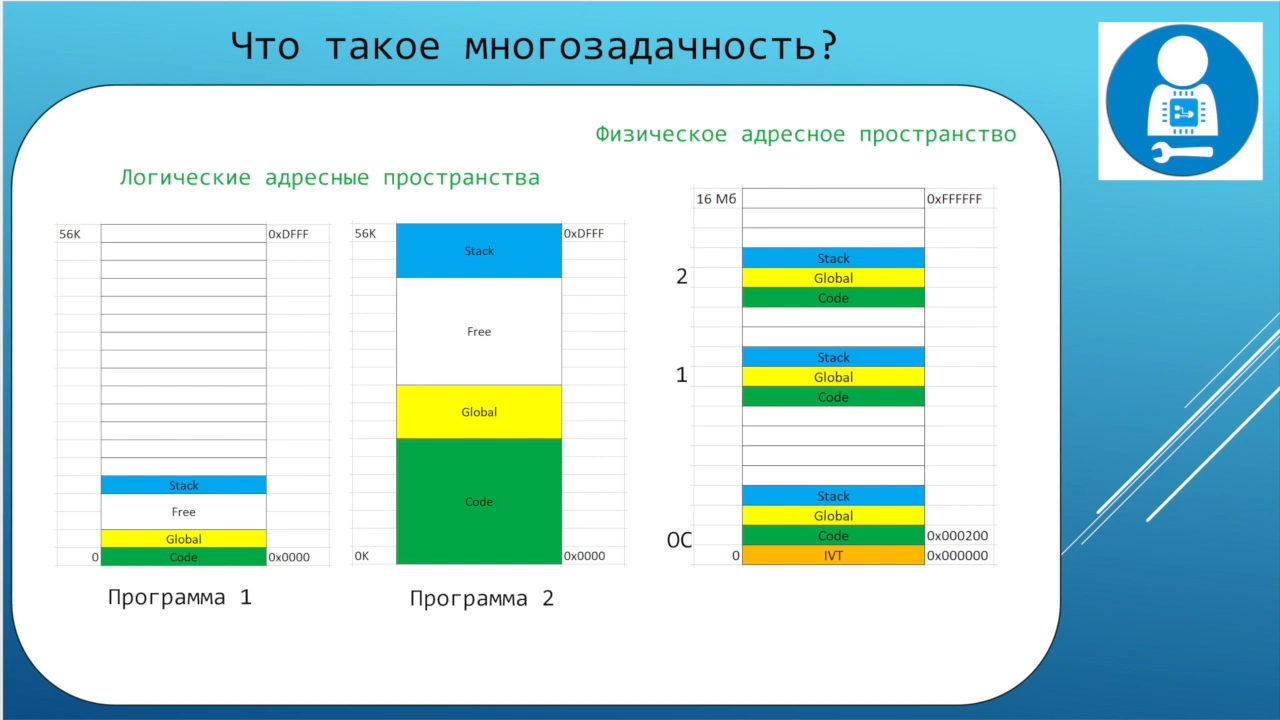 Что такое многозадачность?
Физическое адресное пространство
Логические адресные пространства
56K
0xDFFF
Stack
Free
Global
0
Code
0x0000
Программа 1
56K
Stack
0xDFFF
Free
Global
Code
0K
0x0000
Программа 2
16 Мб
0xFFFFFF
2
Stack
Global
Code
1
Stack
Global
Code
Stack
Global
ОС
Code
0x000200
0
IVT
0x000000